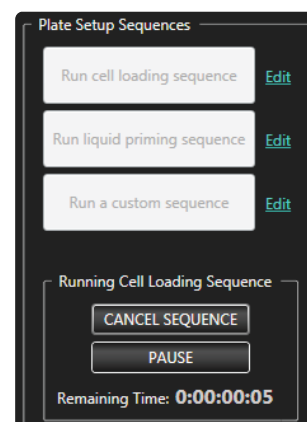 Plate Setup Sequences
Run cell loading sequence Edit
Run liquid priming sequence Edit
Run a custom sequence Edit
Running Cell Loading Sequence
CANCEL SEQUENCE
PAUSE
Remaining Time: 0:00:00:05